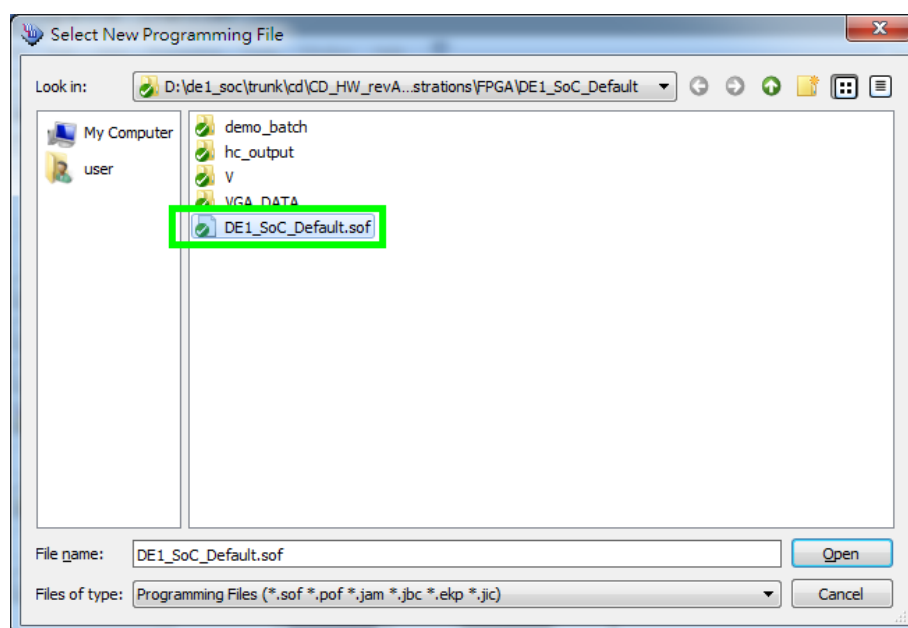 Select New Programming File
Look in:
D:\de1_soc\trunk\cd\CD_HW_revA...strations\FPGA\DE1_SoC_Default
My Computer
user
demo_batch
hc_output
V
VGA_DATA
DE1_SoC_Default.sof
File name:
DE1_SoC_Default.sof
Open
Files of type:
Programming Files (*.sof *.pof *.jam *.jbc *.ekp *.jic)
Cancel